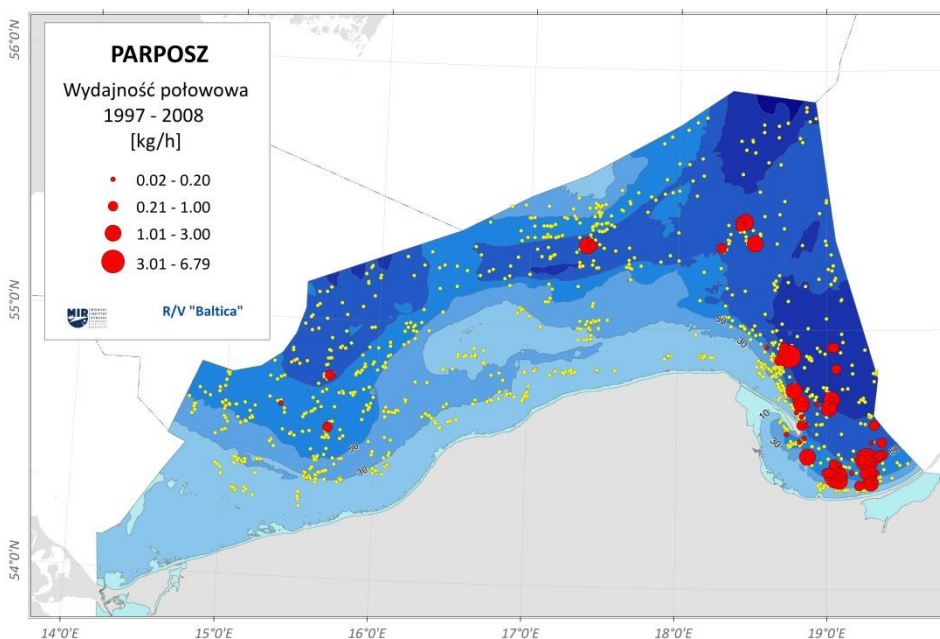 PARPOSZ
Wydajność połowowa
1997 - 2008
[kg/h]
0.02 - 0.20
0.21 - 1.00
1.01 - 3.00
3.01 - 6.79
MIR
R/V "Baltica"
56°0'N
55°0'N
54°0'N
50
30
10
30
50
50
30
14°0'E
15°0'E
16°0'E
17°0'E
18°0'E
19°0'E